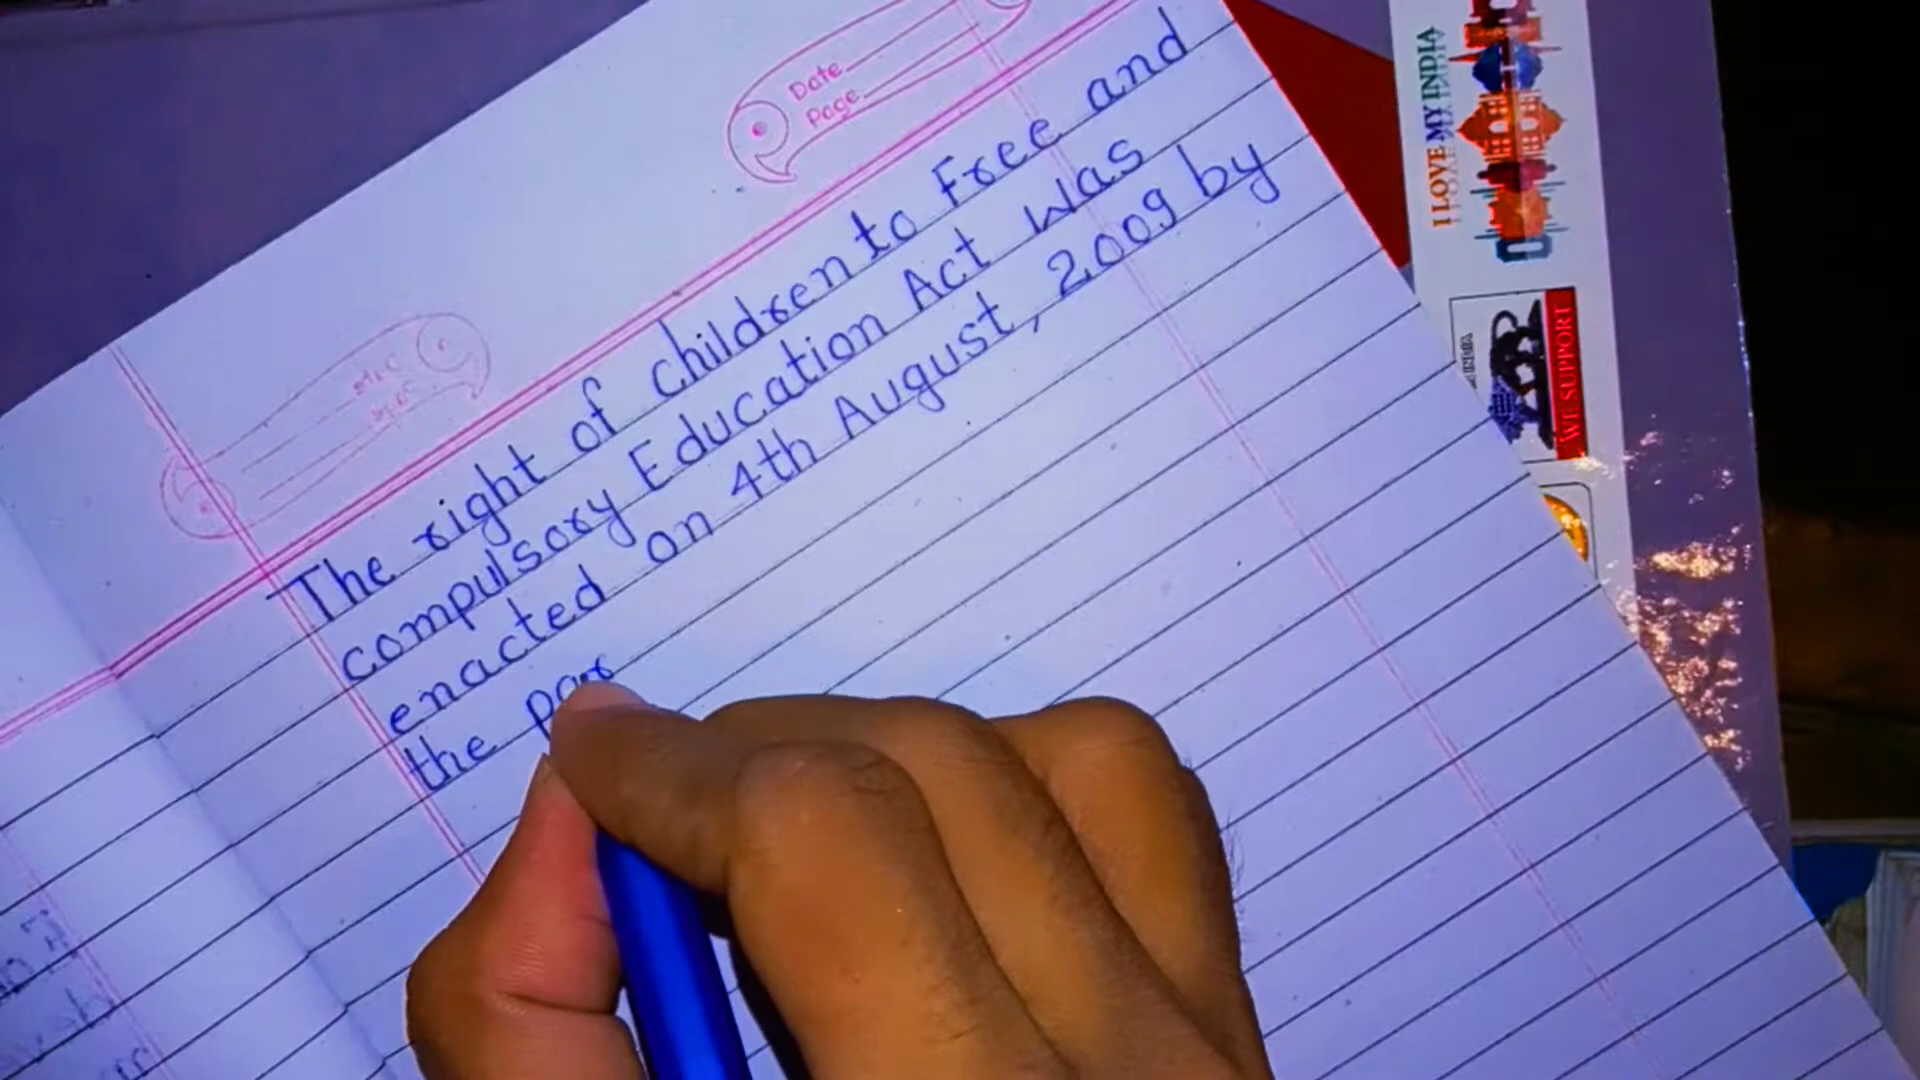 Date
Page
The right of children to Free and
compulsory Education Act was
enacted on 4th August, 2009 by
the par
I LOVE MY INDIA
WE SUPPORT